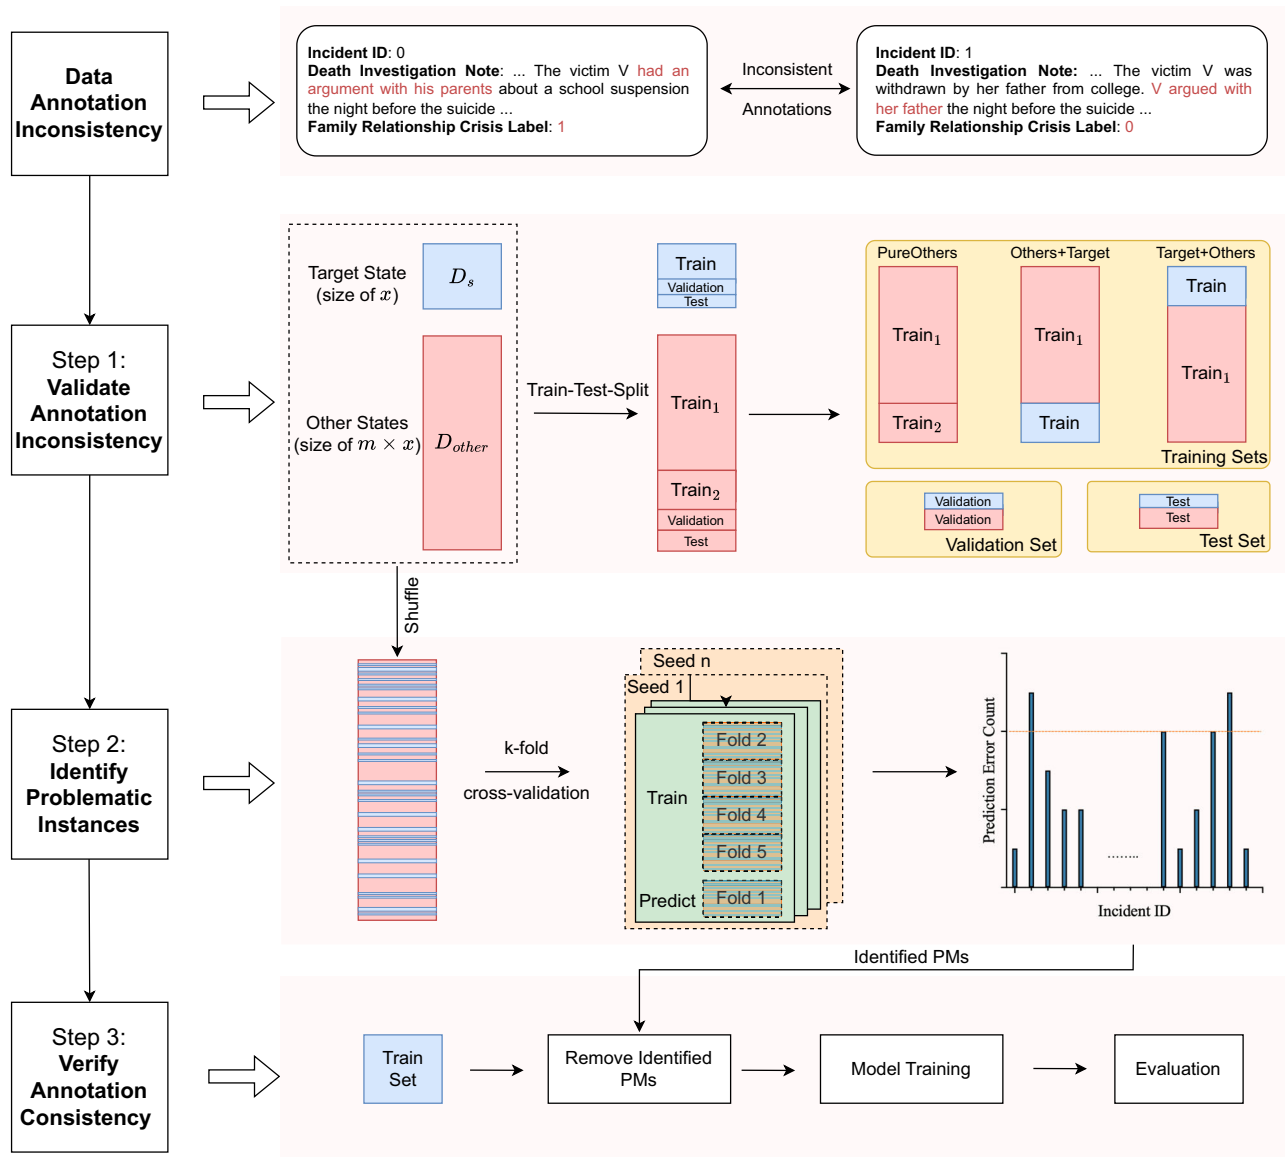 Data
Annotation
Inconsistency
Incident ID: 0
Death Investigation Note: ... The victim V had an
argument with his parents about a school suspension
the night before the suicide ...
Family Relationship Crisis Label: 1
Inconsistent
Annotations
Incident ID: 1
Death Investigation Note: ... The victim V was
withdrawn by her father from college. V argued with
her father the night before the suicide ...
Family Relationship Crisis Label: 0
Step 1:
Validate
Annotation
Inconsistency
Target State
(size of x)
D_s
Other States
(size of m × x)
D_other
Train-Test-Split
Train
Validation
Test
Train₁
Train₂
Validation
Test
PureOthers
Others+Target
Target+Others
Train₁
Train₂
Train₁
Train
Train
Train₁
Training Sets
Validation
Validation
Validation Set
Test
Test
Test Set
Shuffle
Step 2:
Identify
Problematic
Instances
k-fold
cross-validation
Seed n
Seed 1
Train
Fold 2
Fold 3
Fold 4
Fold 5
Predict
Fold 1
Prediction Error Count
........
Incident ID
Identified PMs
Step 3:
Verify
Annotation
Consistency
Train
Set
Remove Identified
PMs
Model Training
Evaluation